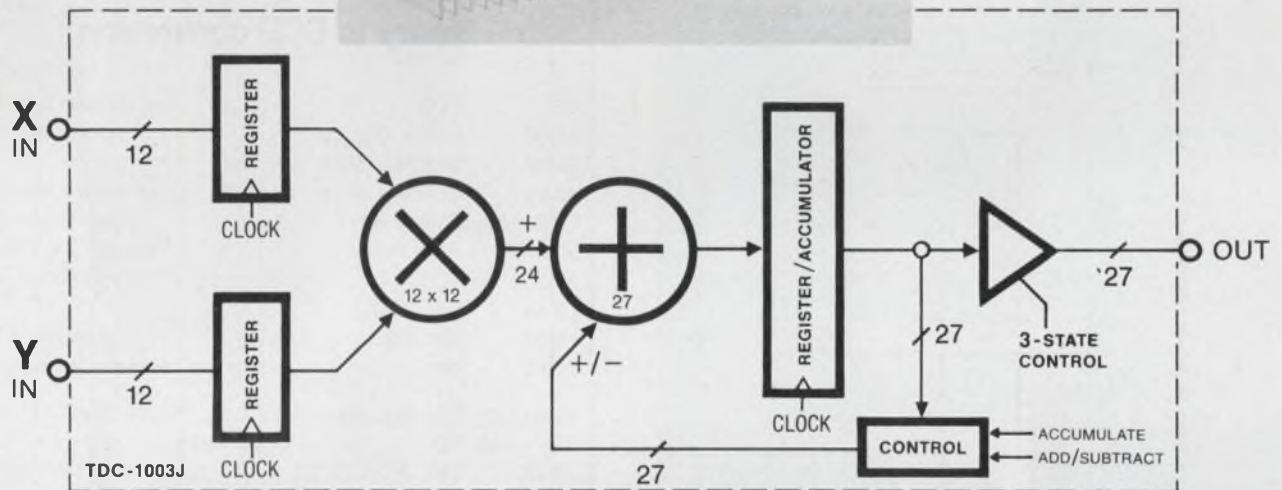 X
IN
12
REGISTER
CLOCK
Y
IN
12
REGISTER
CLOCK
TDC-1003J
12 x 12
+
24
27
+/−
REGISTER/ACCUMULATOR
CLOCK
27
3-STATE
CONTROL
'27
OUT
CONTROL
ACCUMULATE
ADD/SUBTRACT
27